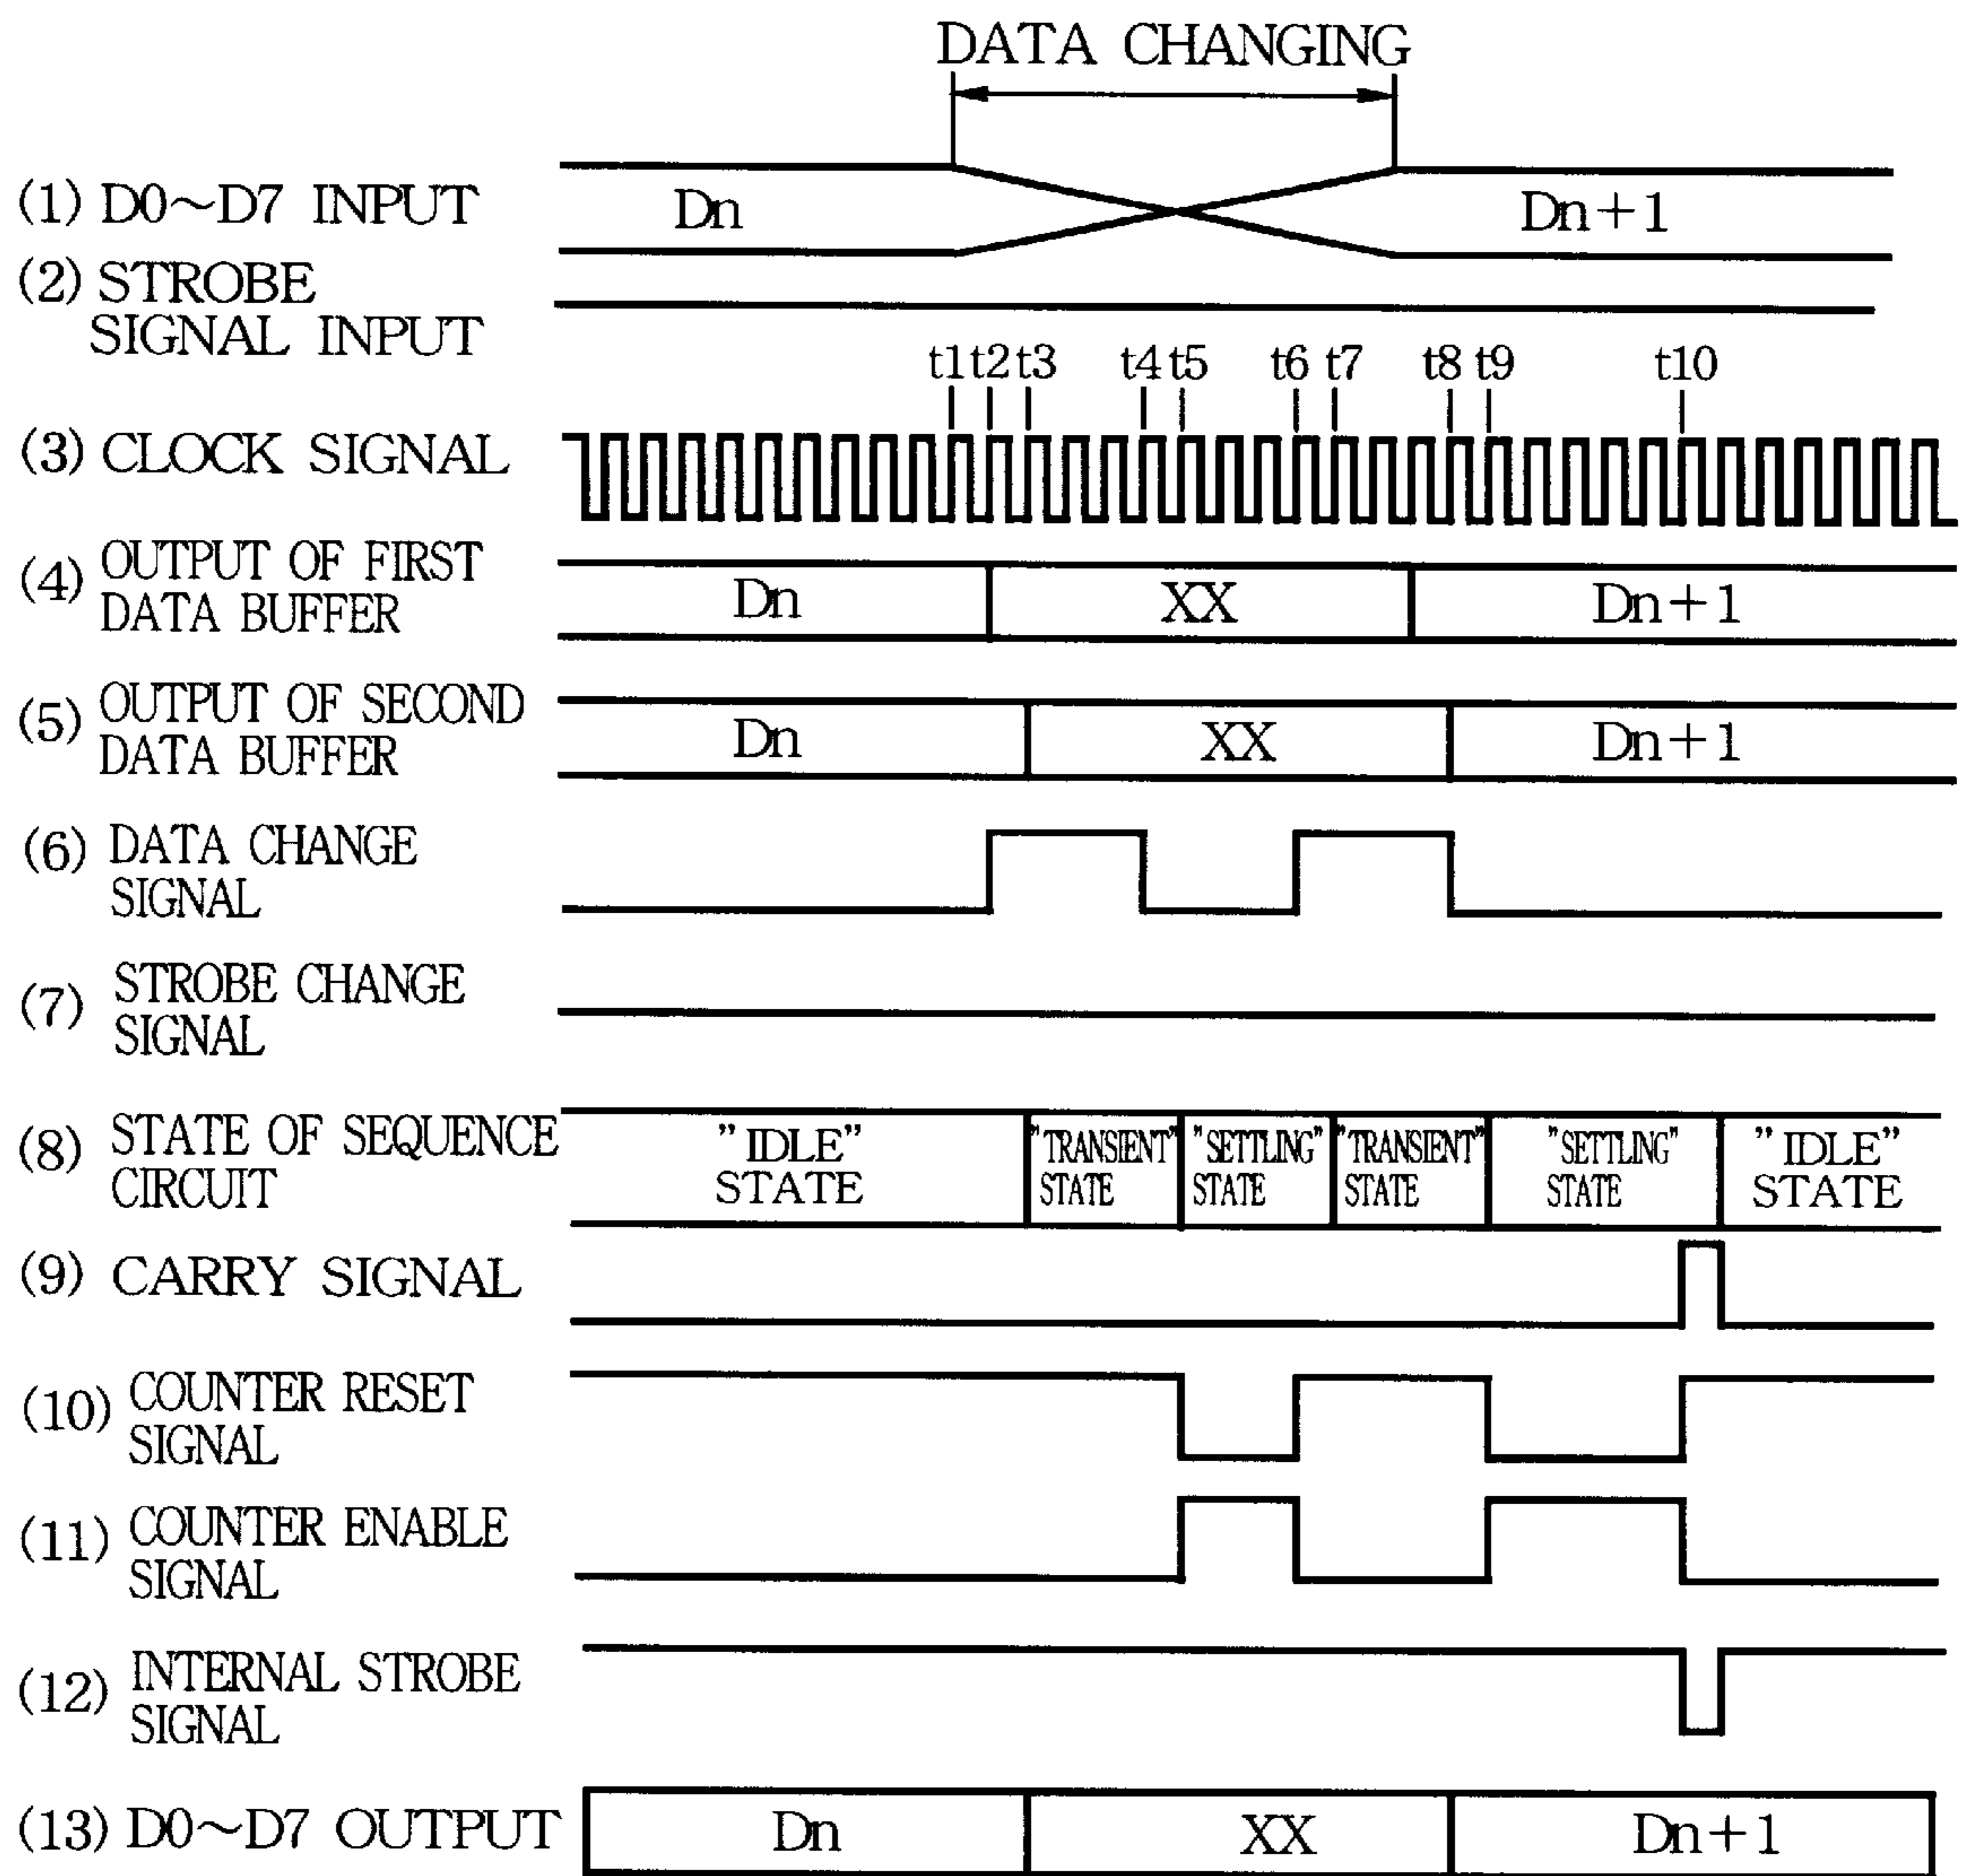 DATA CHANGING
(1) D0～D7 INPUT
Dn
Dn+1
(2) STROBE
SIGNAL INPUT
t1 t2 t3 t4 t5 t6 t7 t8 t9 t10
(3) CLOCK SIGNAL
(4) OUTPUT OF FIRST
DATA BUFFER
Dn
XX
Dn+1
(5) OUTPUT OF SECOND
DATA BUFFER
Dn
XX
Dn+1
(6) DATA CHANGE
SIGNAL
(7) STROBE CHANGE
SIGNAL
(8) STATE OF SEQUENCE
CIRCUIT
"IDLE"
STATE
"TRANSIENT"
STATE
"SETTLING"
STATE
"TRANSIENT"
STATE
"SETTLING"
STATE
"IDLE"
STATE
(9) CARRY SIGNAL
(10) COUNTER RESET
SIGNAL
(11) COUNTER ENABLE
SIGNAL
(12) INTERNAL STROBE
SIGNAL
(13) D0～D7 OUTPUT
Dn
XX
Dn+1